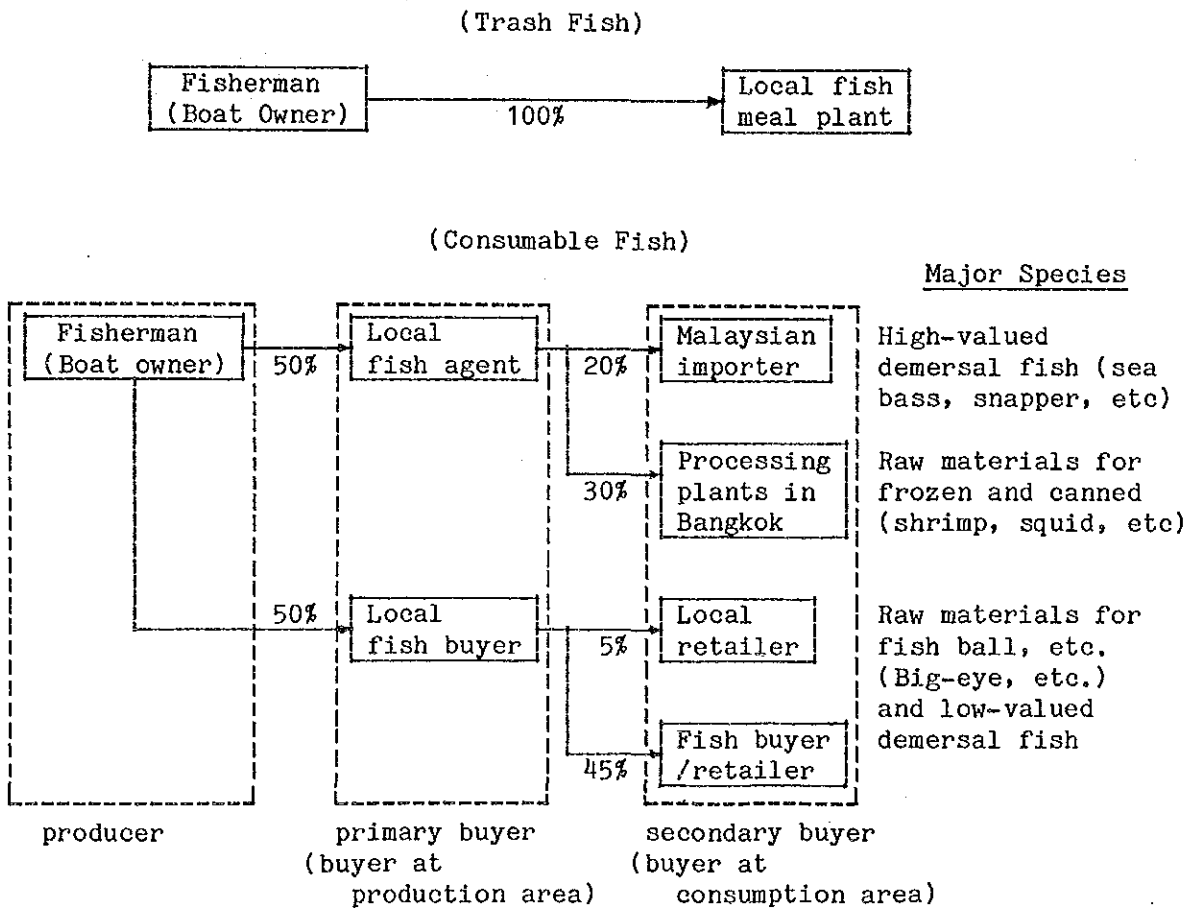 (Trash Fish)
Fisherman
(Boat Owner)
100%
Local fish
meal plant
(Consumable Fish)
Major Species
Fisherman
(Boat owner)
50%
Local
fish agent
20%
Malaysian
importer
High-valued
demersal fish (sea
bass, snapper, etc)
30%
Processing
plants in
Bangkok
Raw materials for
frozen and canned
(shrimp, squid, etc)
50%
Local
fish buyer
5%
Local
retailer
Raw materials for
fish ball, etc.
(Big-eye, etc.)
and low-valued
demersal fish
45%
Fish buyer
/retailer
producer
primary buyer
(buyer at
production area)
secondary buyer
(buyer at
consumption area)